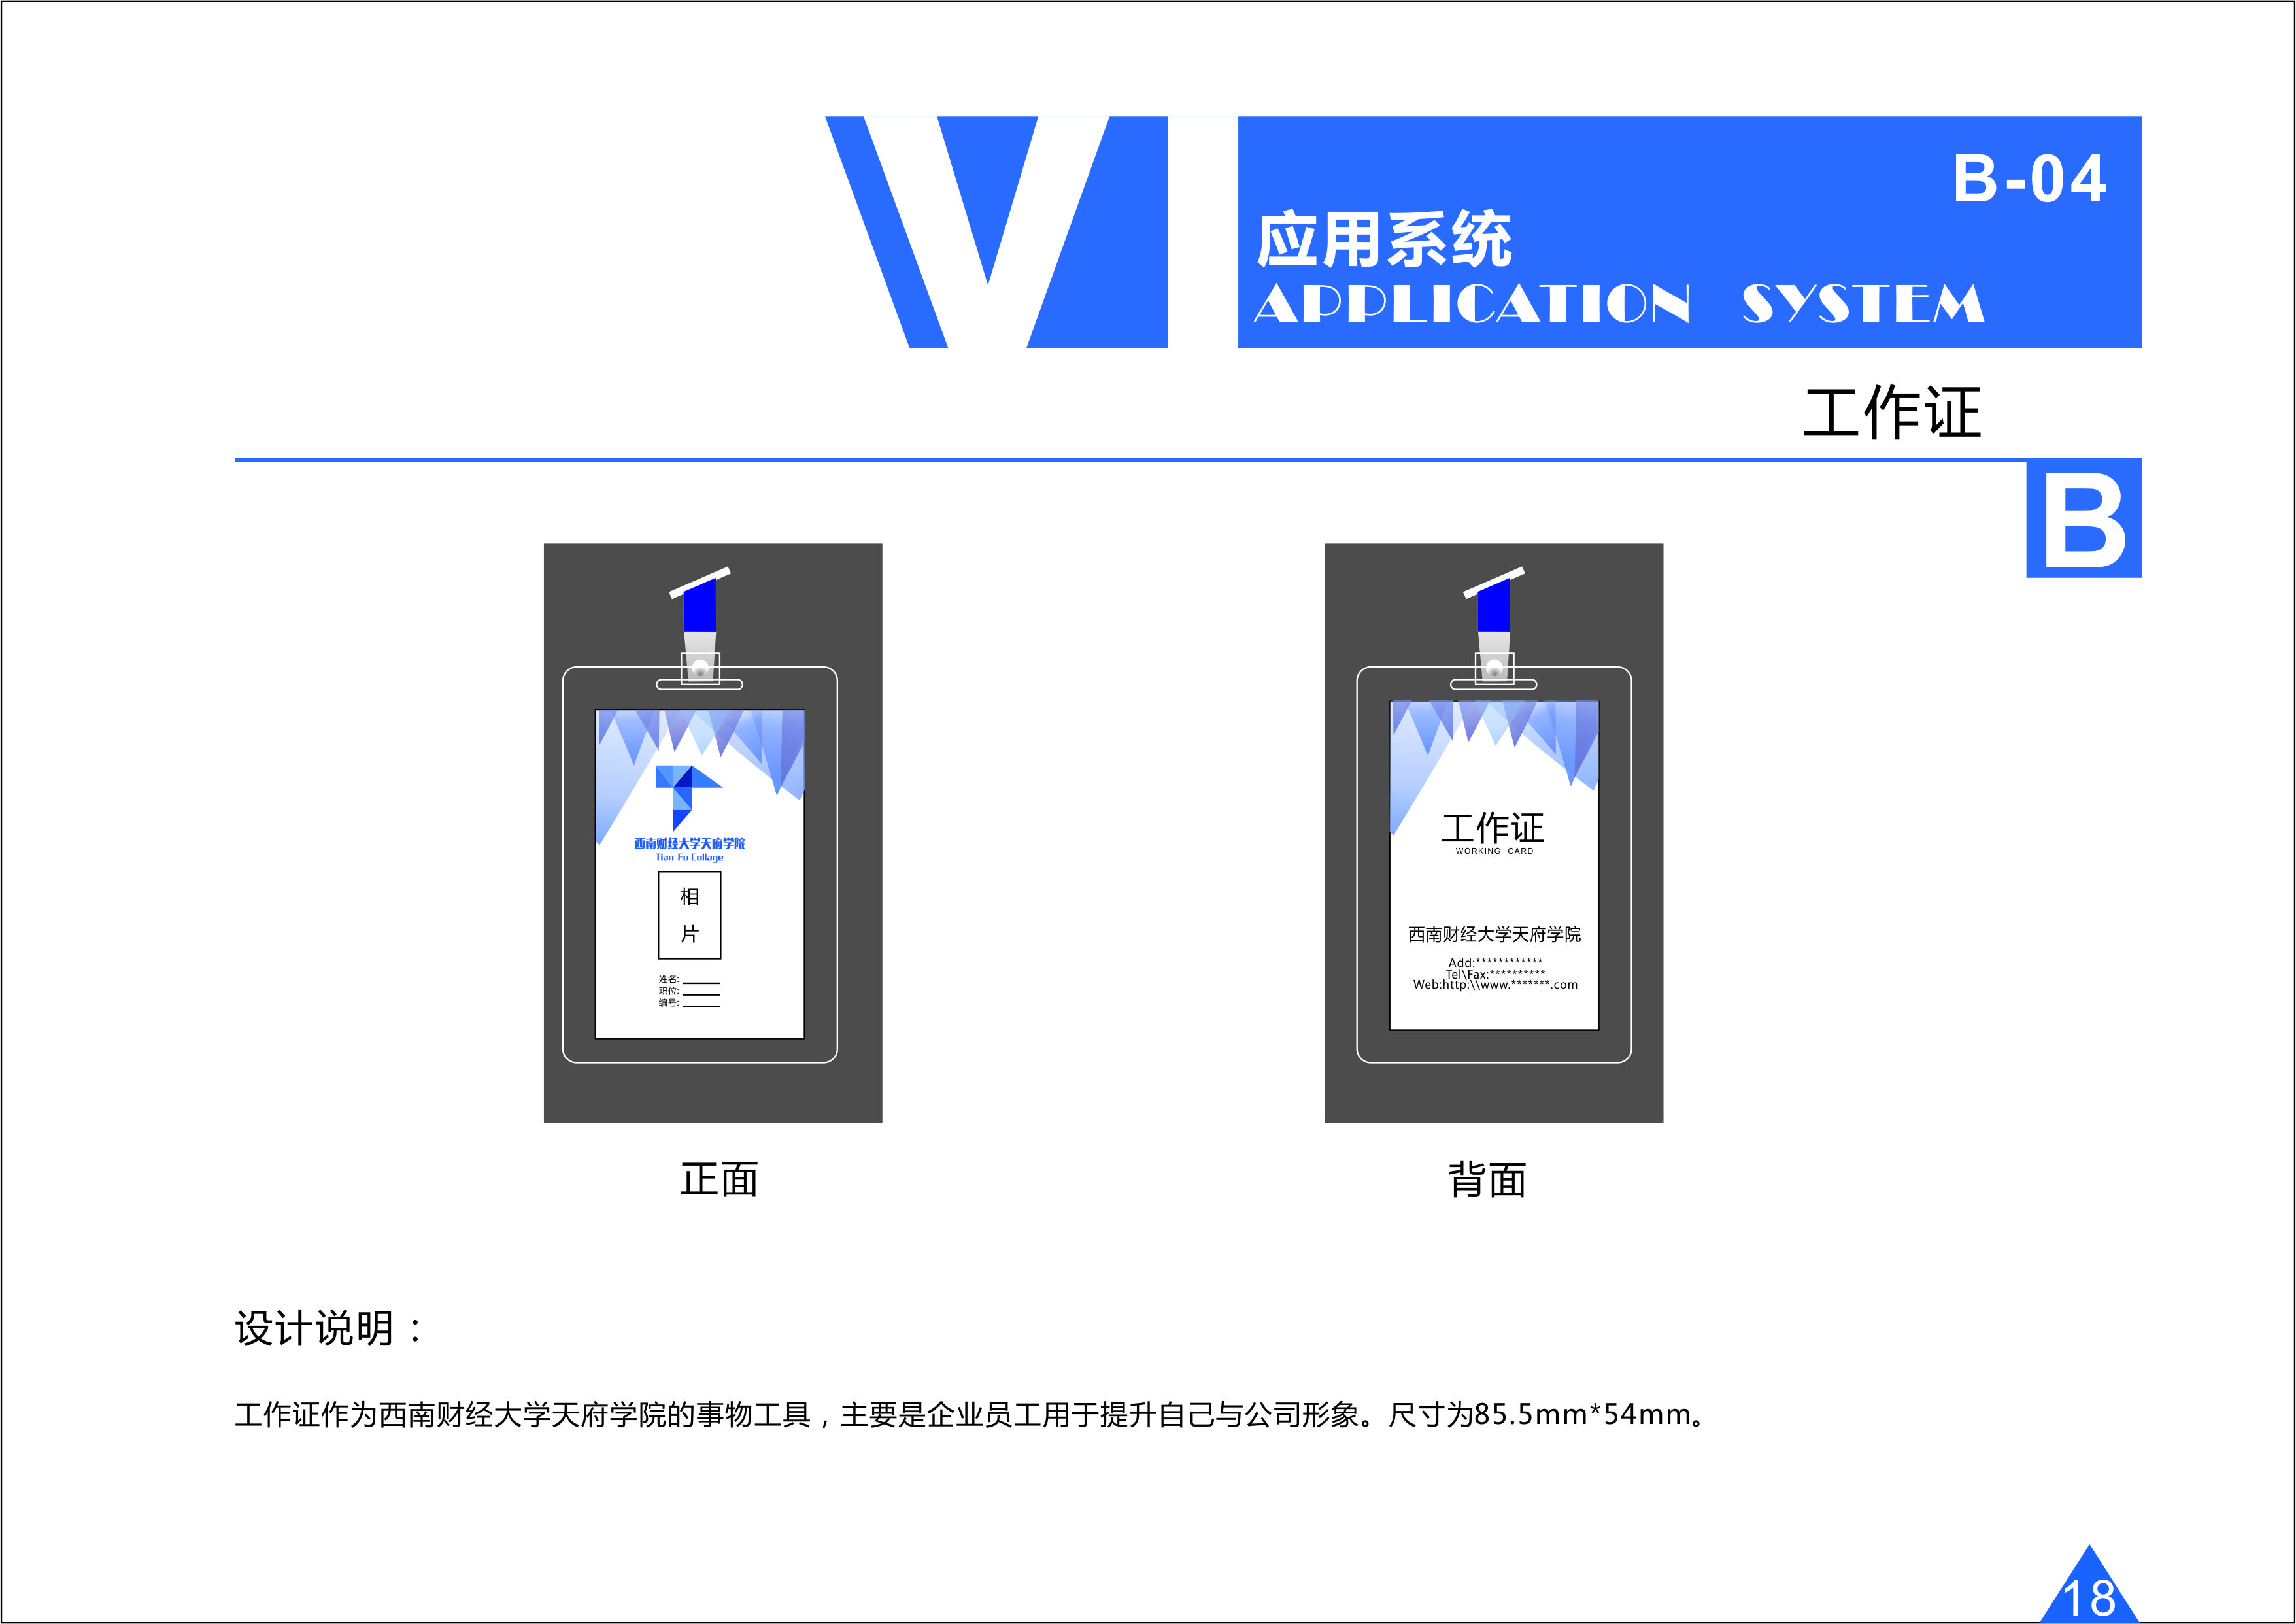 VI
B-04
应用系统
APPLICATION SYSTEM
工作证
B
西南财经大学天府学院
Tian Fu Collage
相
片
姓名:
职位:
编号:
工作证
WORKING CARD
西南财经大学天府学院
Add:************
Tel\Fax:**********
Web:http:\\www.*******.com
正面
背面
设计说明：
工作证作为西南财经大学天府学院的事物工具，主要是企业员工用于提升自己与公司形象。尺寸为85.5mm*54mm。
18